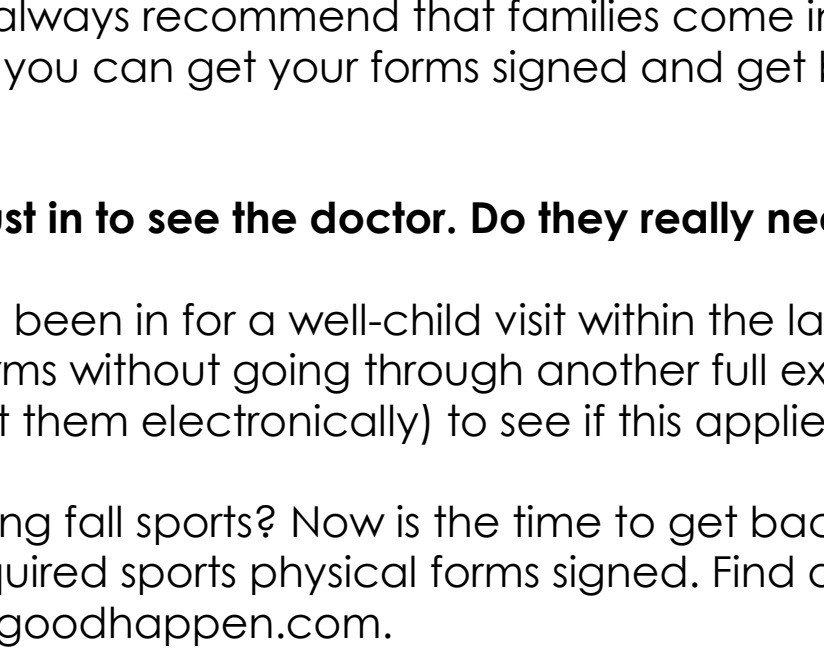 always recommend that families come in
you can get your forms signed and get
ust in to see the doctor. Do they really nee
been in for a well-child visit within the la
rms without going through another full ex
t them electronically) to see if this applie
ng fall sports? Now is the time to get bac
quired sports physical forms signed. Find
goodhappen.com.